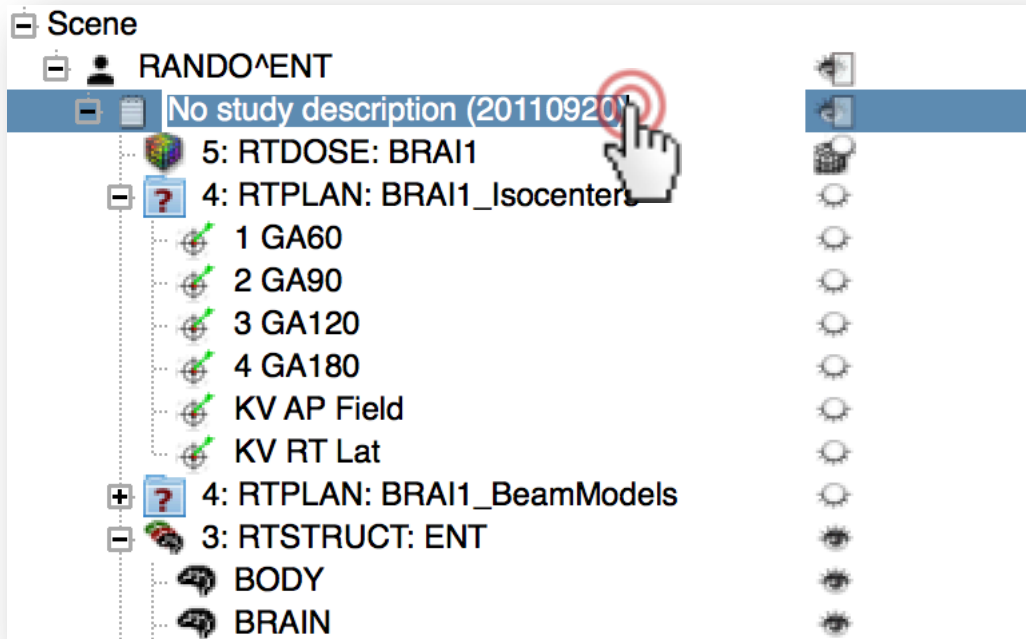 Scene
RANDO^ENT
No study description (20110920)
5: RTDOSE: BRAI1
4: RTPLAN: BRAI1_Isocenters
1 GA60
2 GA90
3 GA120
4 GA180
KV AP Field
KV RT Lat
4: RTPLAN: BRAI1_BeamModels
3: RTSTRUCT: ENT
BODY
BRAIN